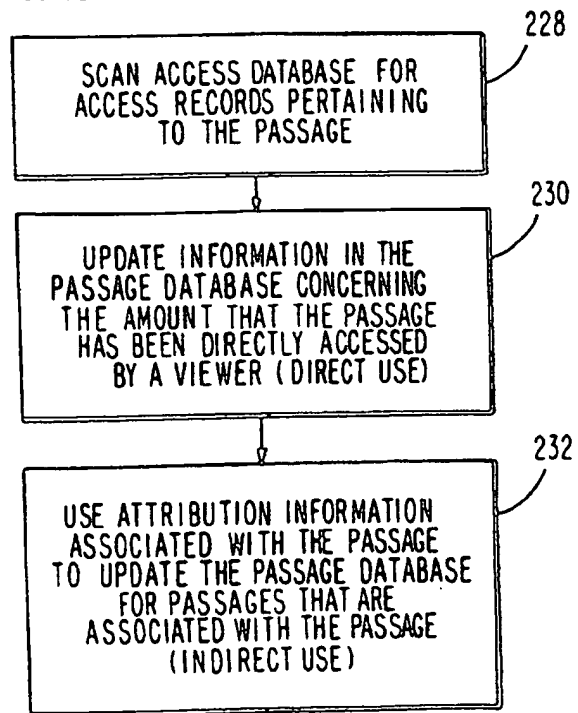 228
SCAN ACCESS DATABASE FOR
ACCESS RECORDS PERTAINING
TO THE PASSAGE
230
UPDATE INFORMATION IN THE
PASSAGE DATABASE CONCERNING
THE AMOUNT THAT THE PASSAGE
HAS BEEN DIRECTLY ACCESSED
BY A VIEWER (DIRECT USE)
232
USE ATTRIBUTION INFORMATION
ASSOCIATED WITH THE PASSAGE
TO UPDATE THE PASSAGE DATABASE
FOR PASSAGES THAT ARE
ASSOCIATED WITH THE PASSAGE
(INDIRECT USE)